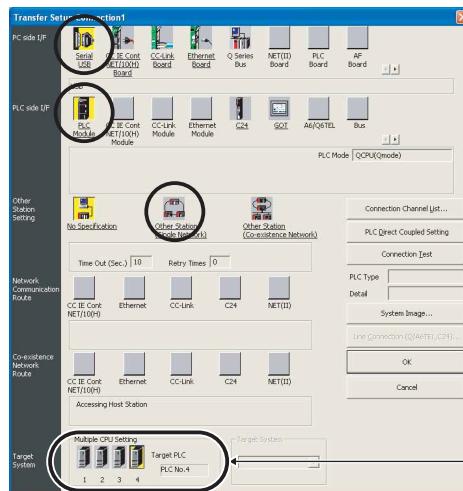 Transfer Setup Connection1
PC side I/F
Serial USB
CC IE Cont NET/10(H) Board
CC-Link Board
Ethernet Board
Q Series Bus
NET(II) Board
PLC Board
AF Board
USB
PLC side I/F
PLC Module
CC IE Cont NET/10(H) Module
CC-Link Module
Ethernet Module
C24
GOT
A6/Q6TEL
Bus
PLC Mode QCPU(Qmode)
Other Station Setting
No Specification
Other Station (Single Network)
Other Station (Co-existence Network)
Time Out (Sec.) 10 Retry Times 0
Connection Channel List...
PLC Direct Coupled Setting
Connection Test
PLC Type
Detail
System Image...
Line Connection (Q/A6TEL,C24)...
OK
Cancel
Network Communication Route
CC IE Cont NET/10(H)
Ethernet
CC-Link
C24
NET(II)
Co-existence Network Route
CC IE Cont NET/10(H)
Ethernet
CC-Link
C24
NET(II)
Accessing Host Station
Target System
Multiple CPU Setting
1 2 3 4
Target PLC
PLC No.4
Target System